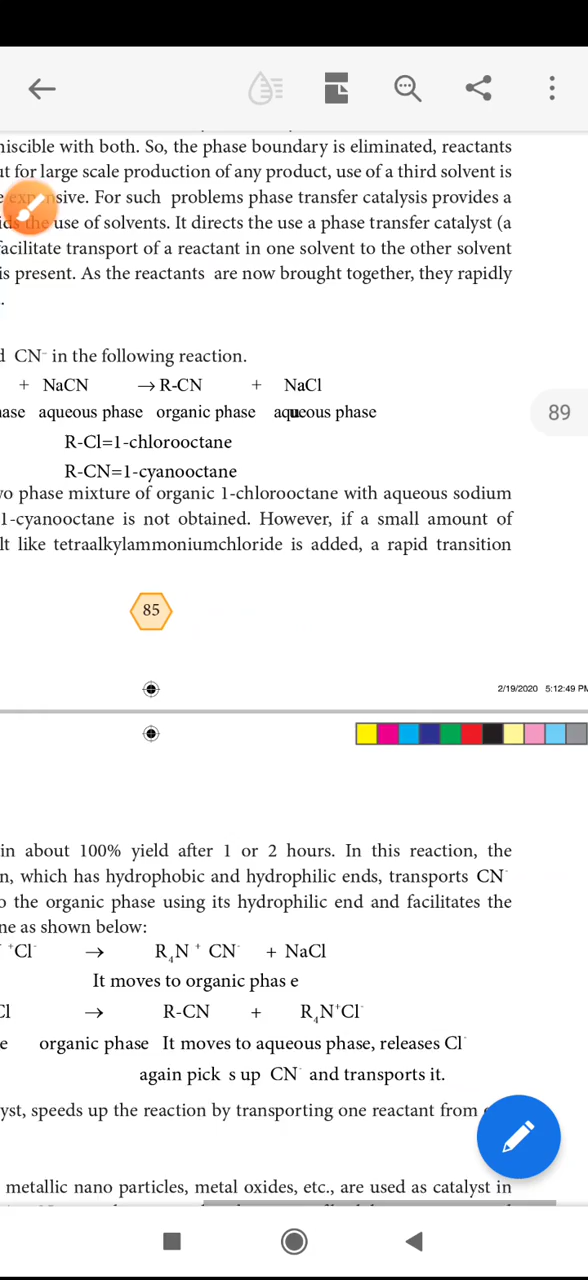 miscible with both. So, the phase boundary is eliminated, reactants
for large scale production of any product, use of a third solvent is
expensive. For such problems phase transfer catalysis provides a
the use of solvents. It directs the use a phase transfer catalyst (a
facilitate transport of a reactant in one solvent to the other solvent
is present. As the reactants are now brought together, they rapidly
CN⁻ in the following reaction.
+ NaCN → R-CN + NaCl
89
aqueous phase organic phase aqueous phase
R-Cl=1-chlorooctane
R-CN=1-cyanooctane
phase mixture of organic 1-chlorooctane with aqueous sodium
1-cyanooctane is not obtained. However, if a small amount of
like tetraalkylammoniumchloride is added, a rapid transition
85
2/19/2020 5:12:49 PM
in about 100% yield after 1 or 2 hours. In this reaction, the
which has hydrophobic and hydrophilic ends, transports CN⁻
the organic phase using its hydrophilic end and facilitates the
as shown below:
⁺Cl⁻ → R₄N⁺ CN⁻ + NaCl
It moves to organic phas e
Cl → R-CN + R₄N⁺Cl⁻
organic phase It moves to aqueous phase, releases Cl⁻
again pick s up CN⁻ and transports it.
speeds up the reaction by transporting one reactant from
metallic nano particles, metal oxides, etc., are used as catalyst in